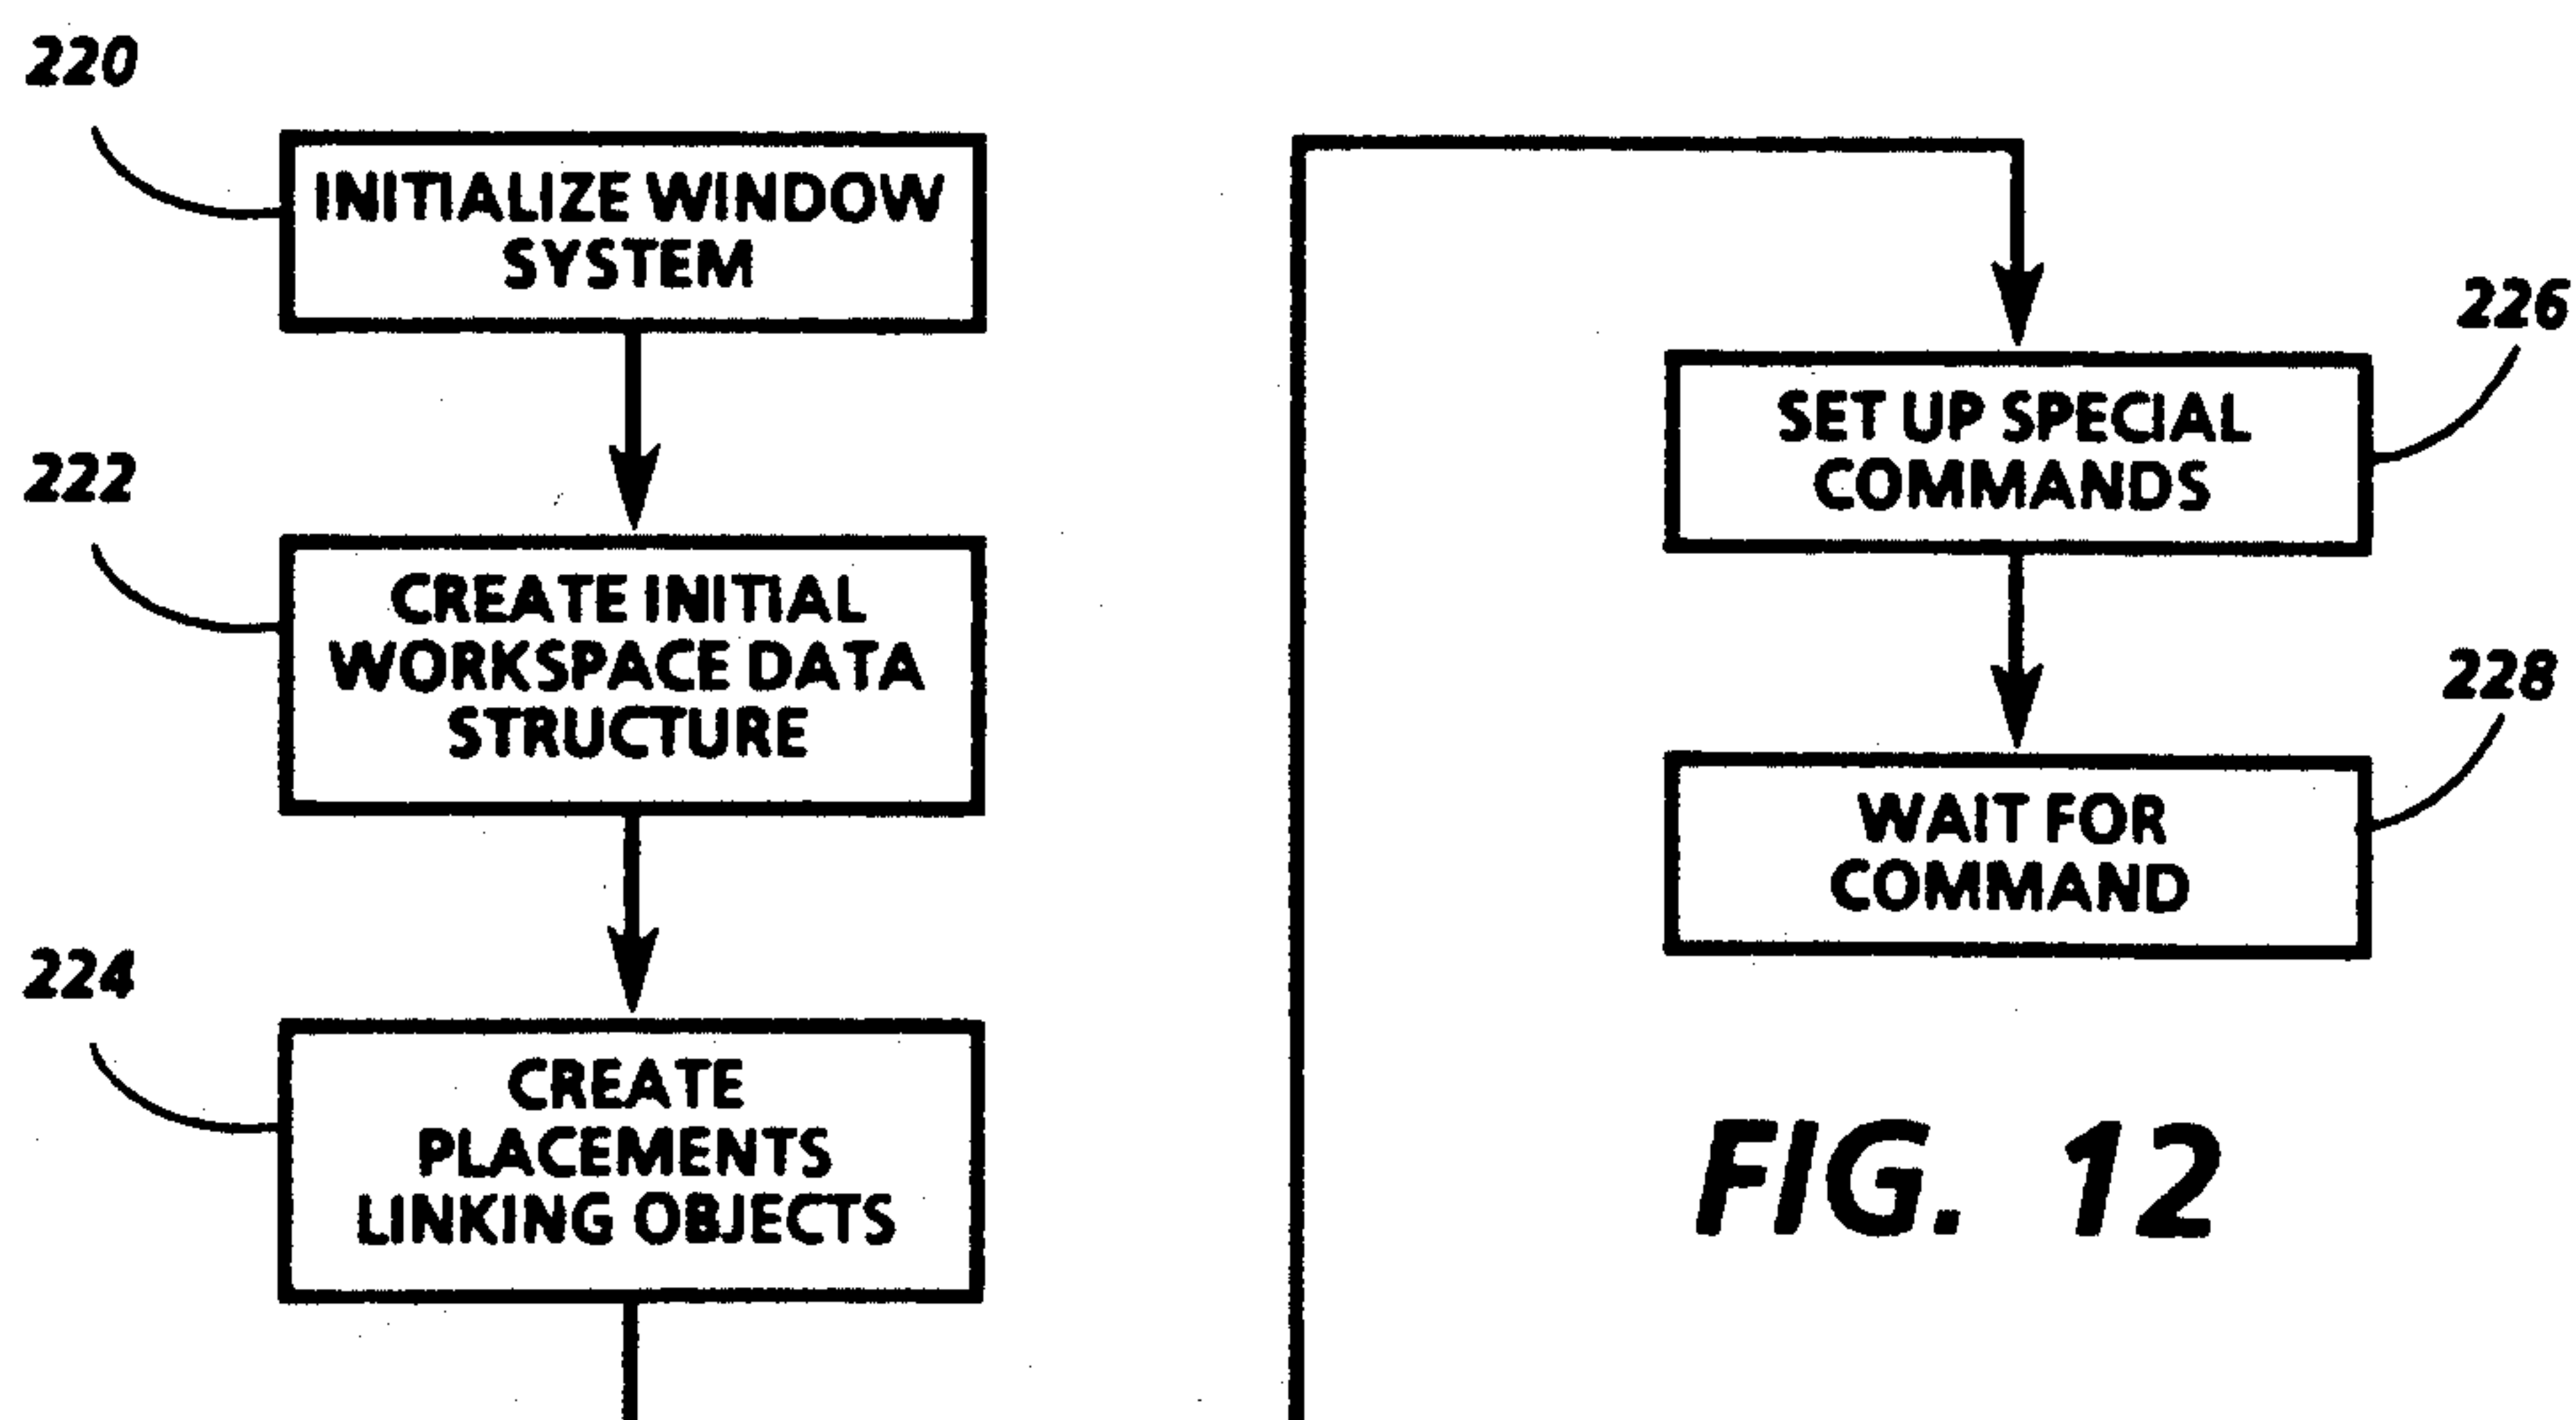 220
INITIALIZE WINDOW
SYSTEM
222
CREATE INITIAL
WORKSPACE DATA
STRUCTURE
224
CREATE
PLACEMENTS
LINKING OBJECTS
226
SET UP SPECIAL
COMMANDS
228
WAIT FOR
COMMAND
FIG. 12